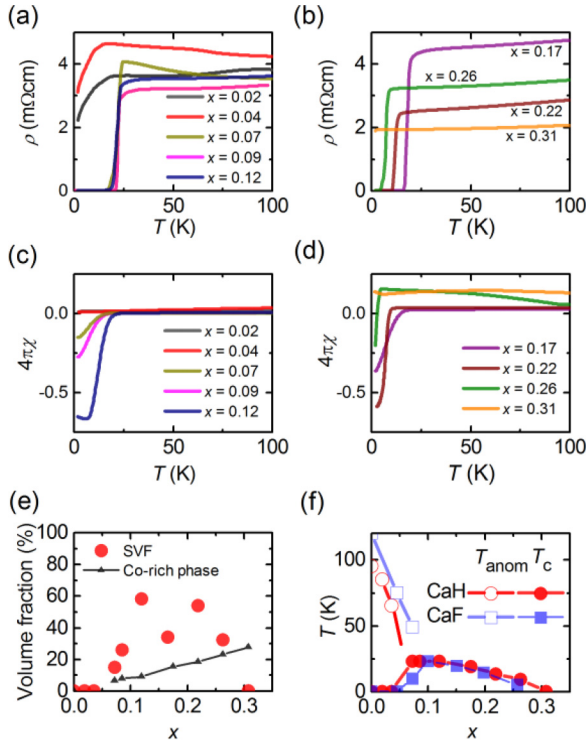 (a)
ρ (mΩcm)
4
2
0
x = 0.02
x = 0.04
x = 0.07
x = 0.09
x = 0.12
0
50
100
T (K)
(b)
ρ (mΩcm)
4
2
0
x = 0.17
x = 0.26
x = 0.22
x = 0.31
0
50
100
T (K)
(c)
4πχ
0.0
-0.5
x = 0.02
x = 0.04
x = 0.07
x = 0.09
x = 0.12
0
50
100
T (K)
(d)
4πχ
0.0
-0.5
x = 0.17
x = 0.22
x = 0.26
x = 0.31
0
50
100
T (K)
(e)
Volume fraction (%)
100
80
60
40
20
0
SVF
Co-rich phase
0.0 0.1 0.2 0.3
x
(f)
T (K)
100
50
0
Tanom Tc
CaH
CaF
0.0 0.1 0.2 0.3
x